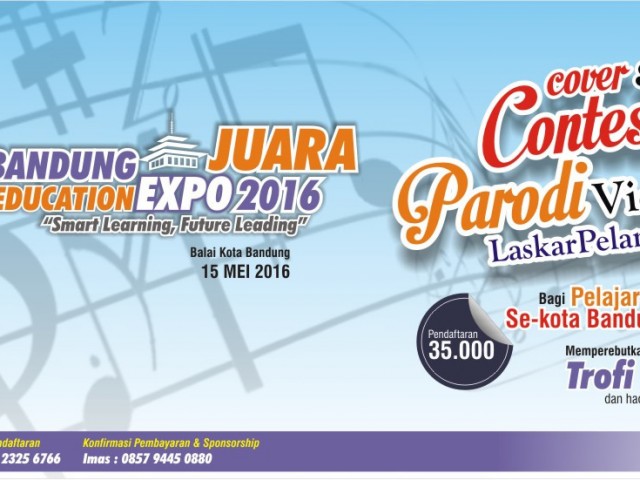 BANDUNG JUARA
EDUCATION EXPO 2016
"Smart Learning, Future Leading"
Balai Kota Bandung
15 MEI 2016
cover
Contes
Parodi Vi
LaskarPelan
Bagi Pelajar
Se-kota Bandu
Pendaftaran
35.000
Memperebutka
Trofi
dan had
ndaftaran
2325 6766
Konfirmasi Pembayaran & Sponsorship
Imas : 0857 9445 0880